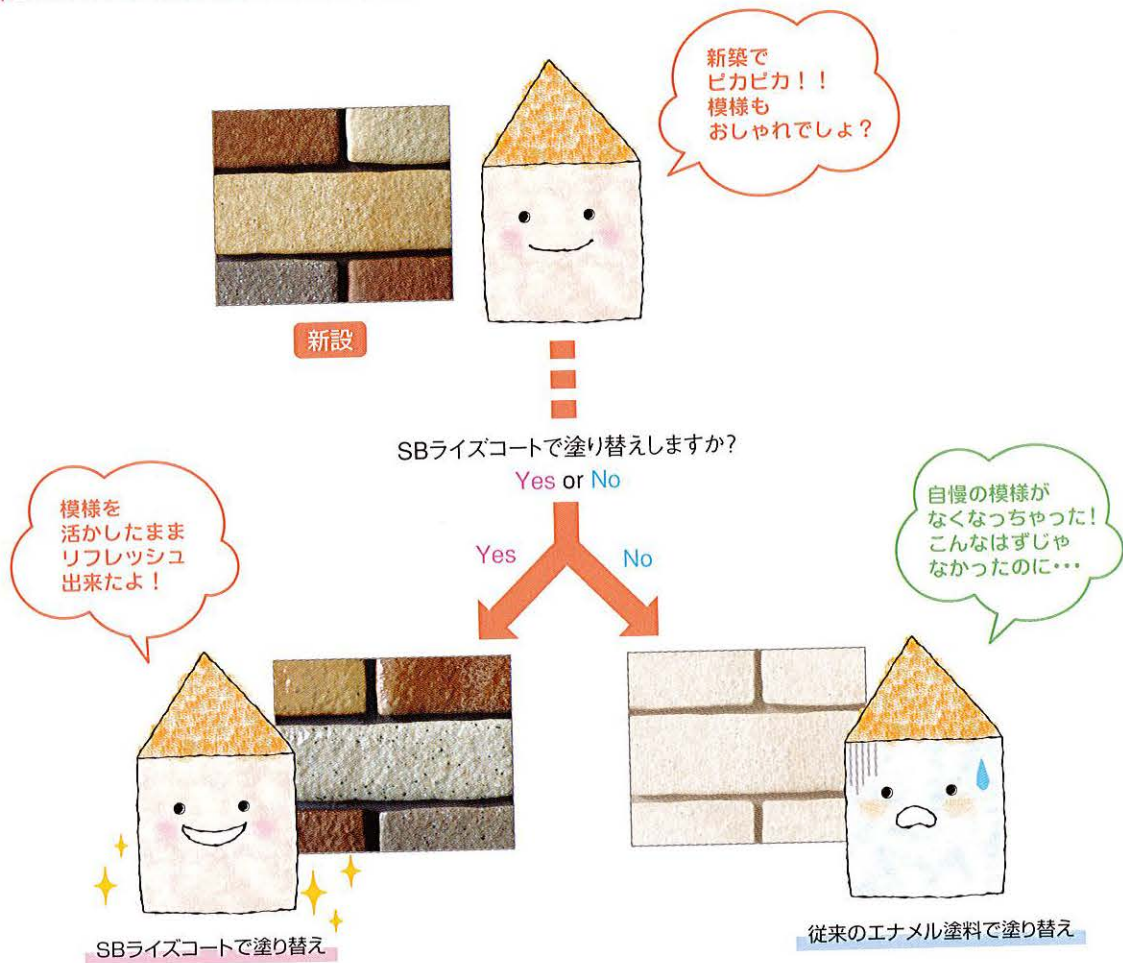 新築で
ピカピカ！！
模様も
おしゃれでしょ？
新設
SBライズコートで塗り替えしますか？
Yes or No
模様を
活かしたまま
リフレッシュ
出来たよ！
Yes
No
自慢の模様が
なくなっちゃった！
こんなはずじゃ
なかったのに・・・
SBライズコートで塗り替え
従来のエナメル塗料で塗り替え